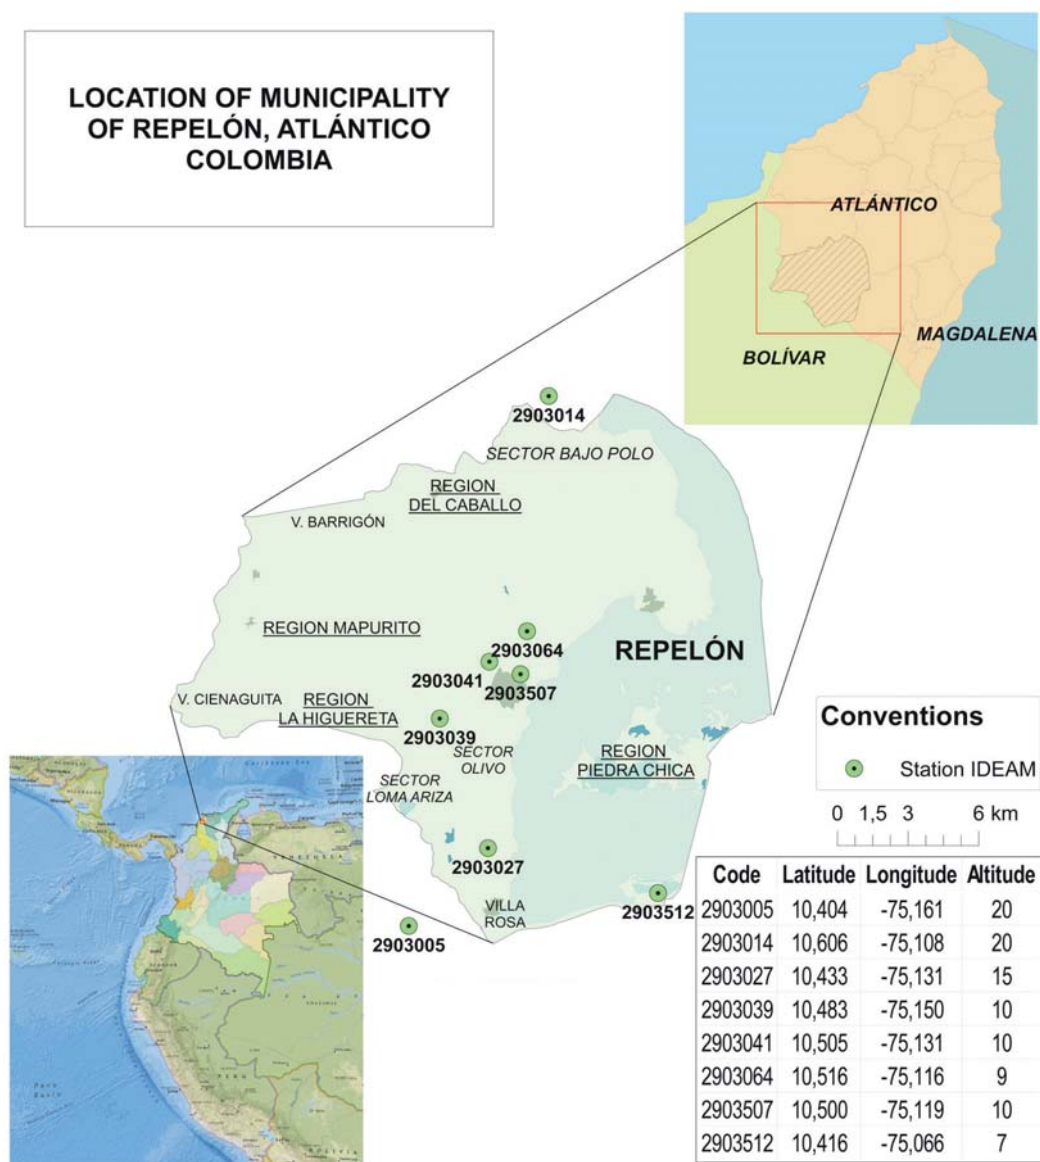 LOCATION OF MUNICIPALITY
OF REPELÓN, ATLÁNTICO
COLOMBIA
ATLÁNTICO
MAGDALENA
BOLÍVAR
2903014
SECTOR BAJO POLO
REGION
DEL CABALLO
V. BARRIGÓN
REGION MAPURITO
2903064
REPELÓN
2903041
2903507
V. CIENAGUITA
REGION
LA HIGUERETA
2903039
SECTOR
OLIVO
REGION
PIEDRA CHICA
SECTOR
LOMA ARIZA
2903027
VILLA
ROSA
2903512
2903005
Conventions
Station IDEAM
0 1,5 3 6 km
Code Latitude Longitude Altitude
2903005 10,404 -75,161 20
2903014 10,606 -75,108 20
2903027 10,433 -75,131 15
2903039 10,483 -75,150 10
2903041 10,505 -75,131 10
2903064 10,516 -75,116 9
2903507 10,500 -75,119 10
2903512 10,416 -75,066 7